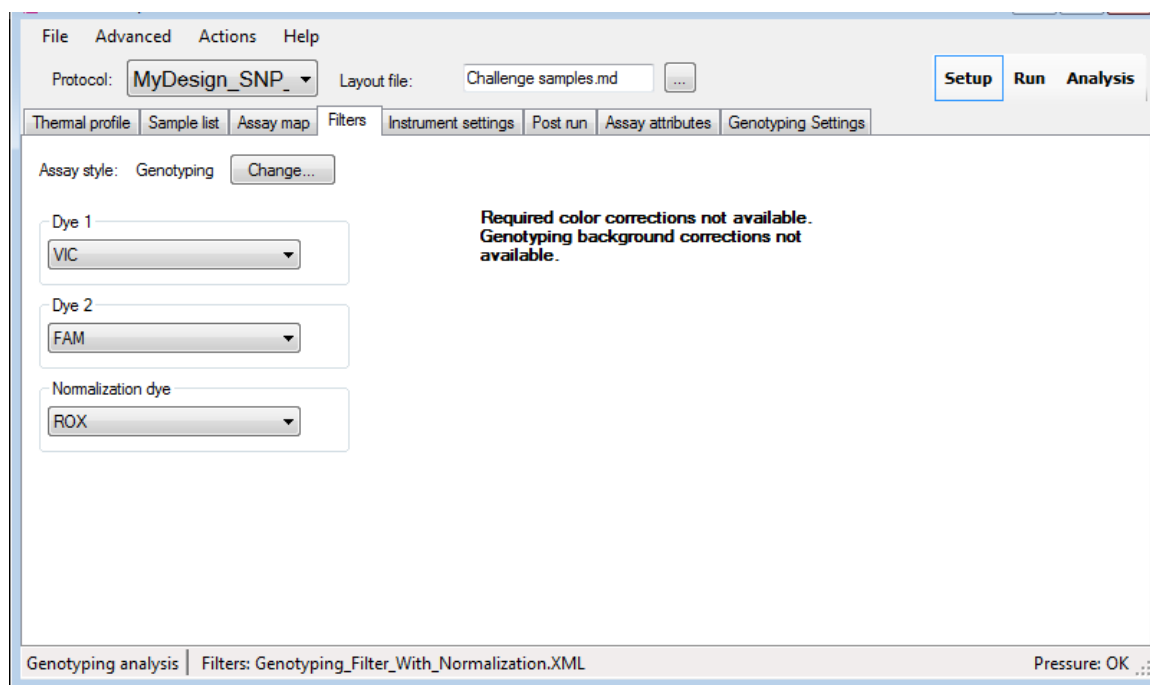 File Advanced Actions Help
Protocol: MyDesign_SNP_ Layout file: Challenge samples.md ... Setup Run Analysis
Thermal profile Sample list Assay map Filters Instrument settings Post run Assay attributes Genotyping Settings
Assay style: Genotyping Change...
Dye 1
VIC
Required color corrections not available.
Genotyping background corrections not
available.
Dye 2
FAM
Normalization dye
ROX
Genotyping analysis Filters: Genotyping_Filter_With_Normalization.XML Pressure: OK